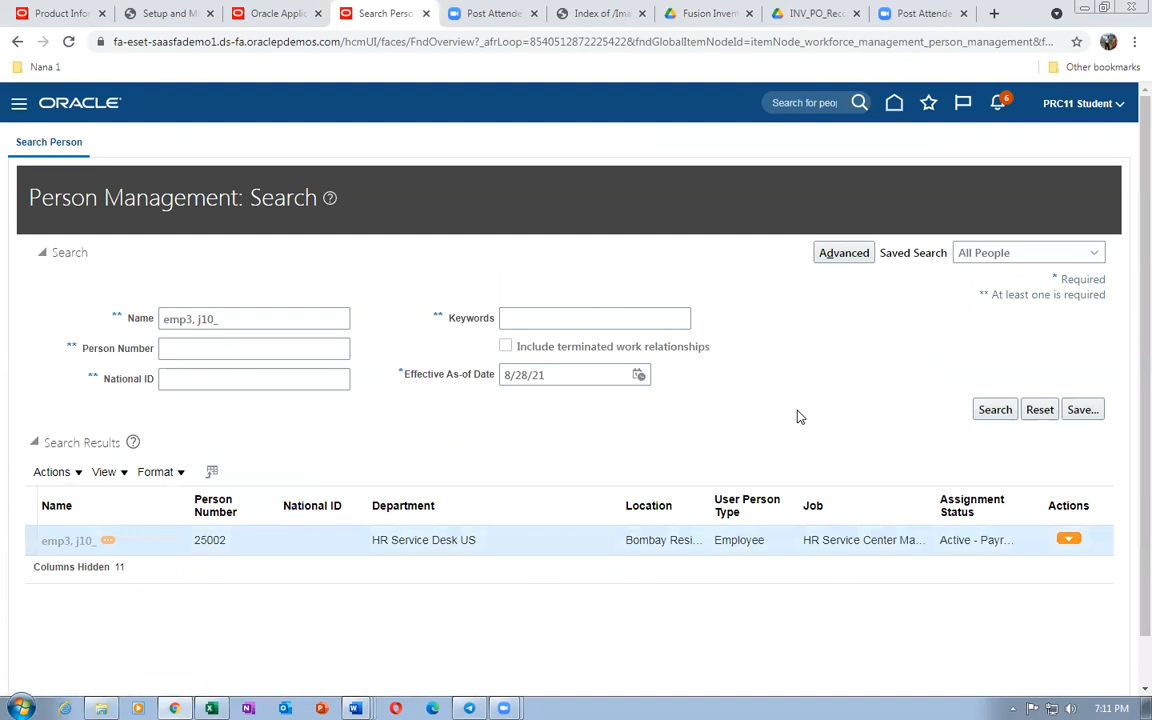 Product Infor
Setup and M
Oracle Applic
Search Perso
Post Attende
Index of /Ima
Fusion Invent
INV_PO_Reco
Post Attende
fa-eset-saasfademo1.ds-fa.oraclepdemos.com/hcmUI/faces/FndOverview?_afrLoop=8540512872225422&fndGlobalItemNodeId=itemNode_workforce_management_person_management&f...
Nana 1
Other bookmarks
ORACLE
Search for peoj
6
PRC11 Student
Search Person
Person Management: Search
Search
Advanced
Saved Search
All People
* Required
** At least one is required
** Name
emp3, j10_
** Keywords
** Person Number
Include terminated work relationships
** National ID
*Effective As-of Date
8/28/21
Search
Reset
Save...
Search Results
Actions
View
Format
Name
Person Number
National ID
Department
Location
User Person Type
Job
Assignment Status
Actions
emp3, j10_
25002
HR Service Desk US
Bombay Resi...
Employee
HR Service Center Ma...
Active - Payr...
Columns Hidden 11
7:11 PM